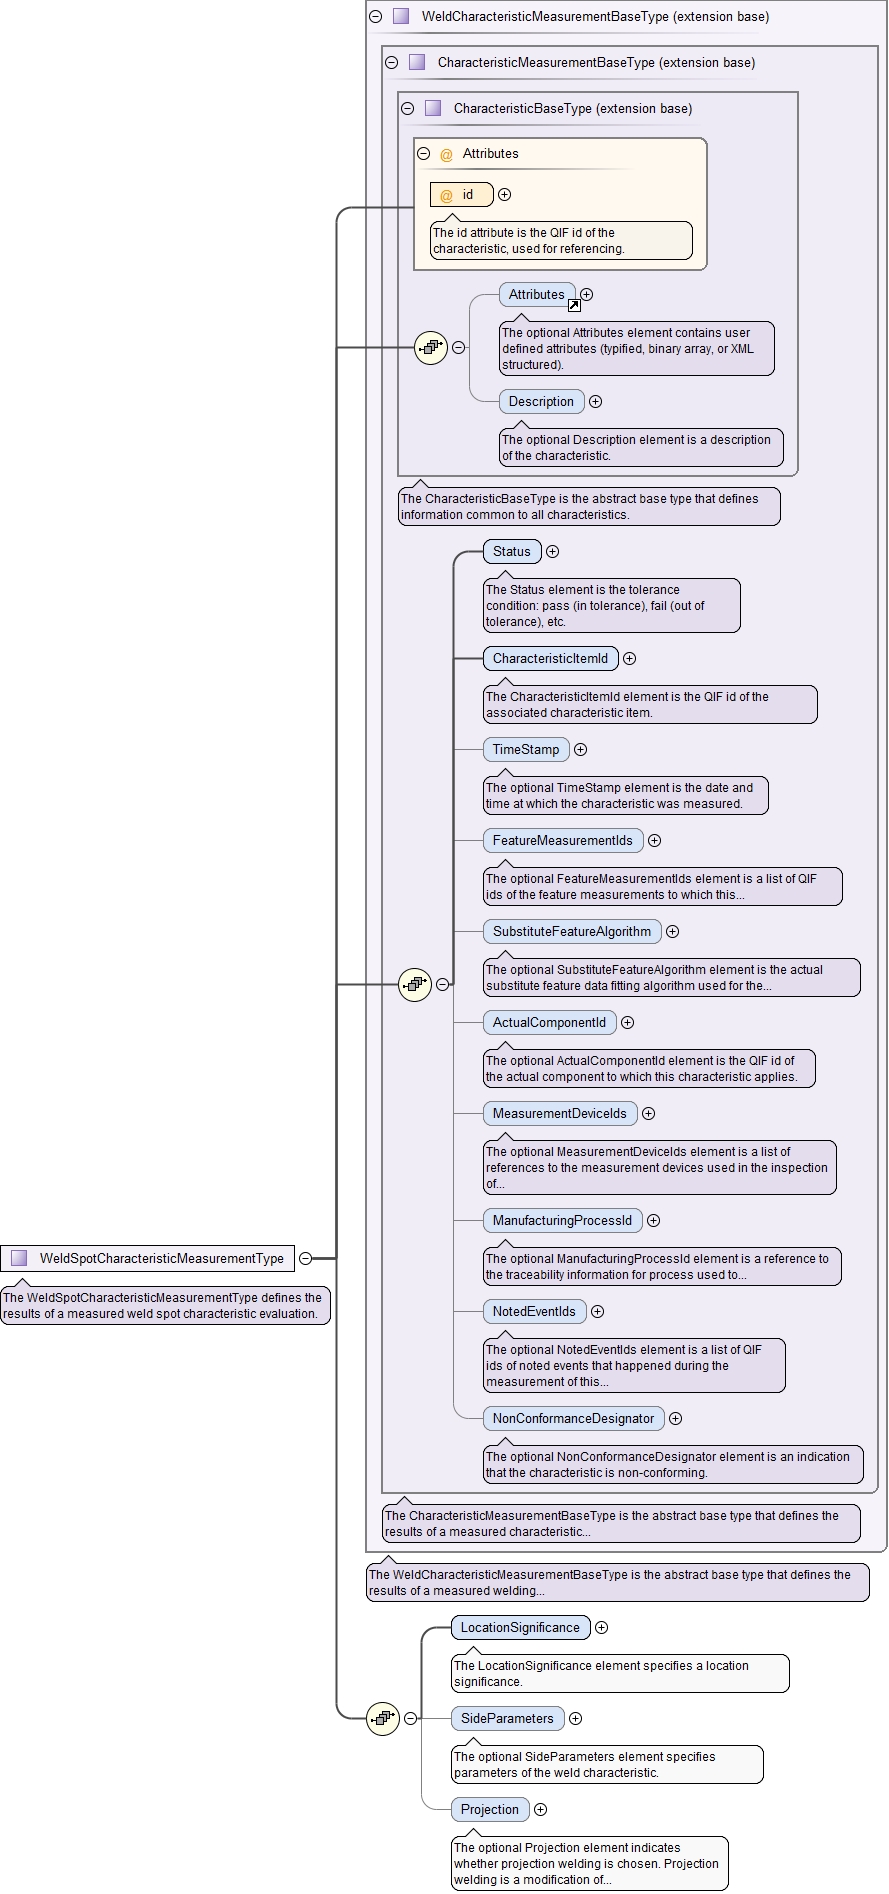 WeldCharacteristicMeasurementBaseType (extension base)
CharacteristicMeasurementBaseType (extension base)
CharacteristicBaseType (extension base)
@ Attributes
@ id
The id attribute is the QIF id of the
characteristic, used for referencing.
Attributes
The optional Attributes element contains user
defined attributes (typified, binary array, or XML
structured).
Description
The optional Description element is a description
of the characteristic.
The CharacteristicBaseType is the abstract base type that defines
information common to all characteristics.
Status
The Status element is the tolerance
condition: pass (in tolerance), fail (out of
tolerance), etc.
CharacteristicItemId
The CharacteristicItemId element is the QIF id of the
associated characteristic item.
TimeStamp
The optional TimeStamp element is the date and
time at which the characteristic was measured.
FeatureMeasurementIds
The optional FeatureMeasurementIds element is a list of QIF
ids of the feature measurements to which this...
SubstituteFeatureAlgorithm
The optional SubstituteFeatureAlgorithm element is the actual
substitute feature data fitting algorithm used for the...
ActualComponentId
The optional ActualComponentId element is the QIF id of
the actual component to which this characteristic applies.
MeasurementDeviceIds
The optional MeasurementDeviceIds element is a list of
references to the measurement devices used in the inspection
of...
ManufacturingProcessId
The optional ManufacturingProcessId element is a reference to
the traceability information for process used to...
NotedEventIds
The optional NotedEventIds element is a list of QIF
ids of noted events that happened during the
measurement of this...
NonConformanceDesignator
The optional NonConformanceDesignator element is an indication
that the characteristic is non-conforming.
The CharacteristicMeasurementBaseType is the abstract base type that defines the
results of a measured characteristic...
The WeldCharacteristicMeasurementBaseType is the abstract base type that defines the
results of a measured welding...
WeldSpotCharacteristicMeasurementType
The WeldSpotCharacteristicMeasurementType defines the
results of a measured weld spot characteristic evaluation.
LocationSignificance
The LocationSignificance element specifies a location
significance.
SideParameters
The optional SideParameters element specifies
parameters of the weld characteristic.
Projection
The optional Projection element indicates
whether projection welding is chosen. Projection
welding is a modification of...